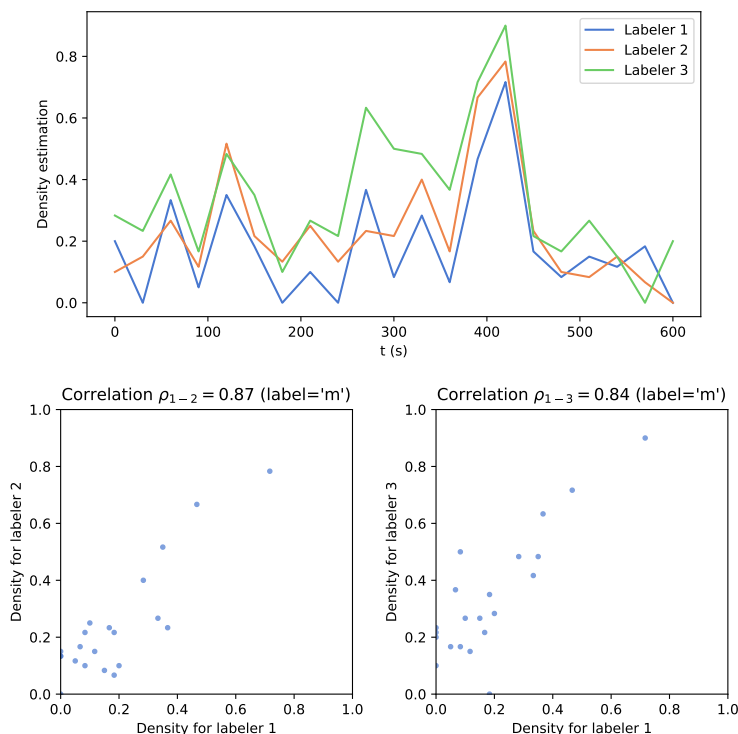 Labeler 1
Labeler 2
Labeler 3
Density estimation
0.8
0.6
0.4
0.2
0.0
0 100 200 300 400 500 600
t (s)
Correlation ρ₁₋₂ = 0.87 (label='m')
1.0
0.8
0.6
0.4
0.2
0.0
Density for labeler 2
0.0 0.2 0.4 0.6 0.8 1.0
Density for labeler 1
Correlation ρ₁₋₃ = 0.84 (label='m')
1.0
0.8
0.6
0.4
0.2
0.0
Density for labeler 3
0.0 0.2 0.4 0.6 0.8 1.0
Density for labeler 1